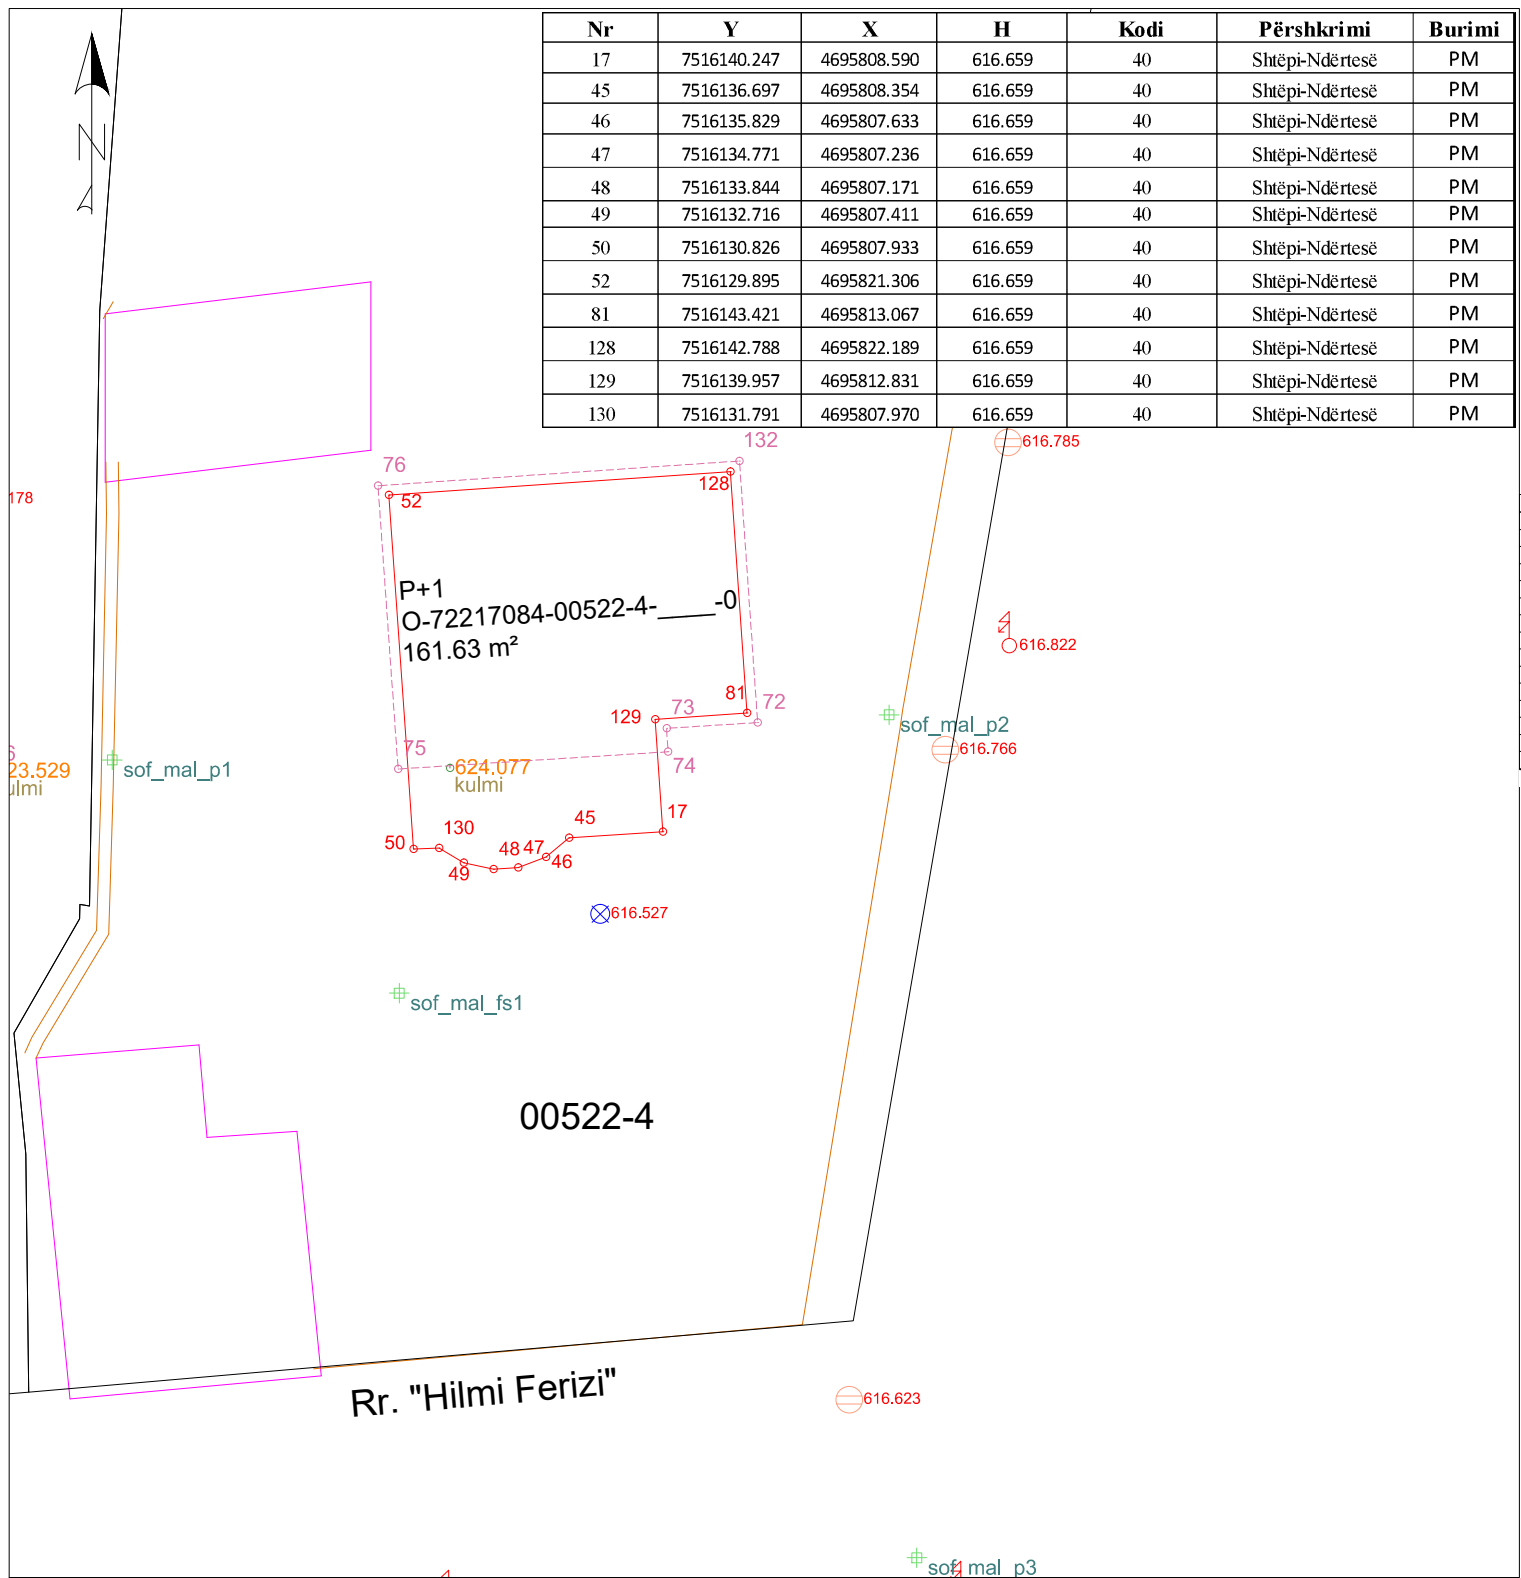 Nr Y X H Kodi Përshkrimi Burimi
17 7516140.247 4695808.590 616.659 40 Shtëpi-Ndërtesë PM
45 7516136.697 4695808.354 616.659 40 Shtëpi-Ndërtesë PM
46 7516135.829 4695807.633 616.659 40 Shtëpi-Ndërtesë PM
47 7516134.771 4695807.236 616.659 40 Shtëpi-Ndërtesë PM
48 7516133.844 4695807.171 616.659 40 Shtëpi-Ndërtesë PM
49 7516132.716 4695807.411 616.659 40 Shtëpi-Ndërtesë PM
50 7516130.826 4695807.933 616.659 40 Shtëpi-Ndërtesë PM
52 7516129.895 4695821.306 616.659 40 Shtëpi-Ndërtesë PM
81 7516143.421 4695813.067 616.659 40 Shtëpi-Ndërtesë PM
128 7516142.788 4695822.189 616.659 40 Shtëpi-Ndërtesë PM
129 7516139.957 4695812.831 616.659 40 Shtëpi-Ndërtesë PM
130 7516131.791 4695807.970 616.659 40 Shtëpi-Ndërtesë PM
N
132
616.785
76
128
52
178
P+1
O-72217084-00522-4-____-0
161.63 m²
616.822
81
72
73
129
sof_mal_p2
616.766
75
74
624.077
kulmi
sof_mal_p1
23.529
ulmi
17
45
130
50
48
47
46
49
616.527
sof_mal_fs1
00522-4
Rr. "Hilmi Ferizi"
616.623
sof_mal_p3